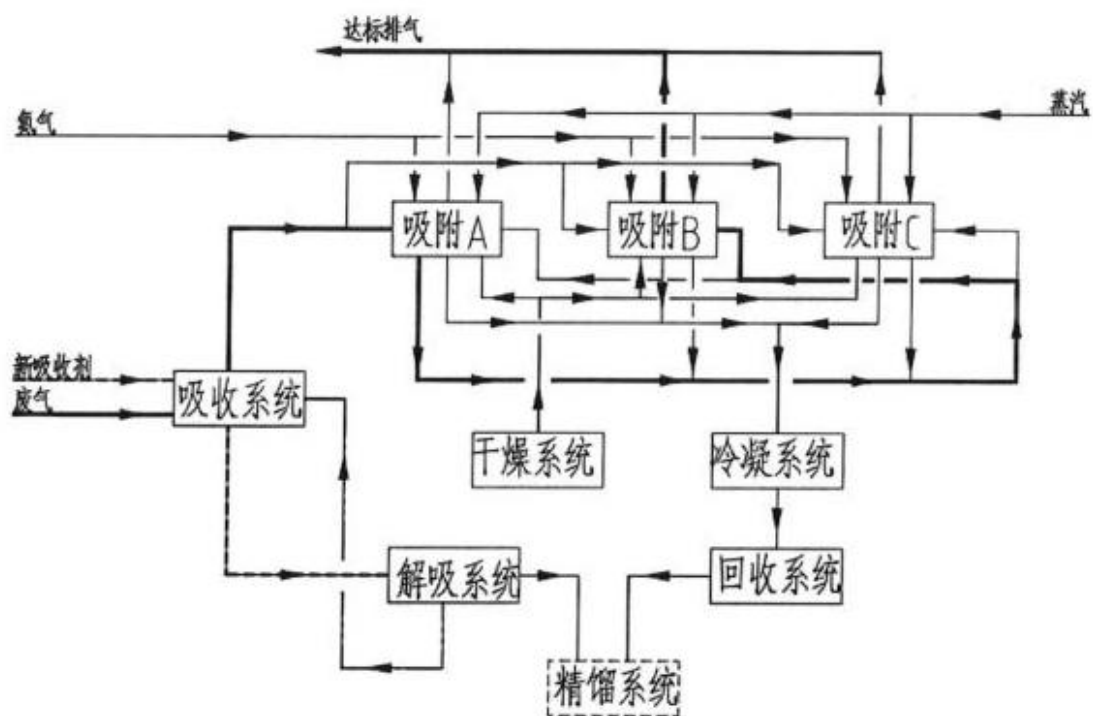 达标排气
氮气
蒸汽
吸附A
吸附B
吸附C
新吸收剂
废气
吸收系统
干燥系统
冷凝系统
解吸系统
回收系统
精馏系统